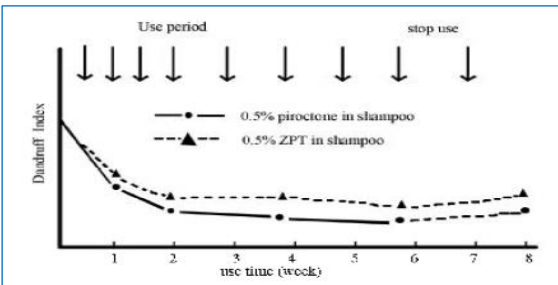 Use period stop use
0.5% piroctone in shampoo
0.5% ZPT in shampoo
Dandruff Index
1 2 3 4 5 6 7 8
use time (week)